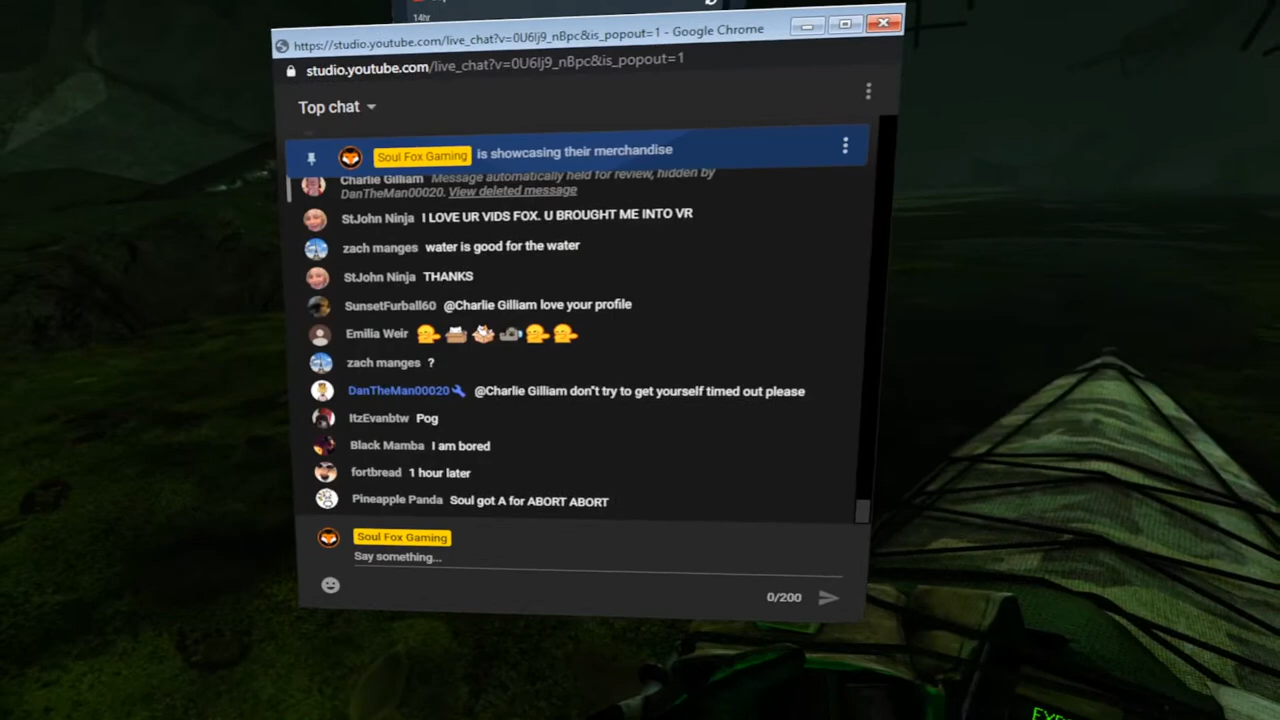 14hr
https://studio.youtube.com/live_chat?v=0U6Ij9_nBpc&is_popout=1 - Google Chrome
studio.youtube.com/live_chat?v=0U6Ij9_nBpc&is_popout=1
Top chat
Soul Fox Gaming is showcasing their merchandise
Charlie Gilliam Message automatically held for review, hidden by
DanTheMan00020. View deleted message
StJohn Ninja I LOVE UR VIDS FOX. U BROUGHT ME INTO VR
zach manges water is good for the water
StJohn Ninja THANKS
SunsetFurball60 @Charlie Gilliam love your profile
Emilia Weir
zach manges ?
DanTheMan00020 @Charlie Gilliam don"t try to get yourself timed out please
ItzEvanbtw Pog
Black Mamba I am bored
fortbread 1 hour later
Pineapple Panda Soul got A for ABORT ABORT
Soul Fox Gaming
Say something...
0/200